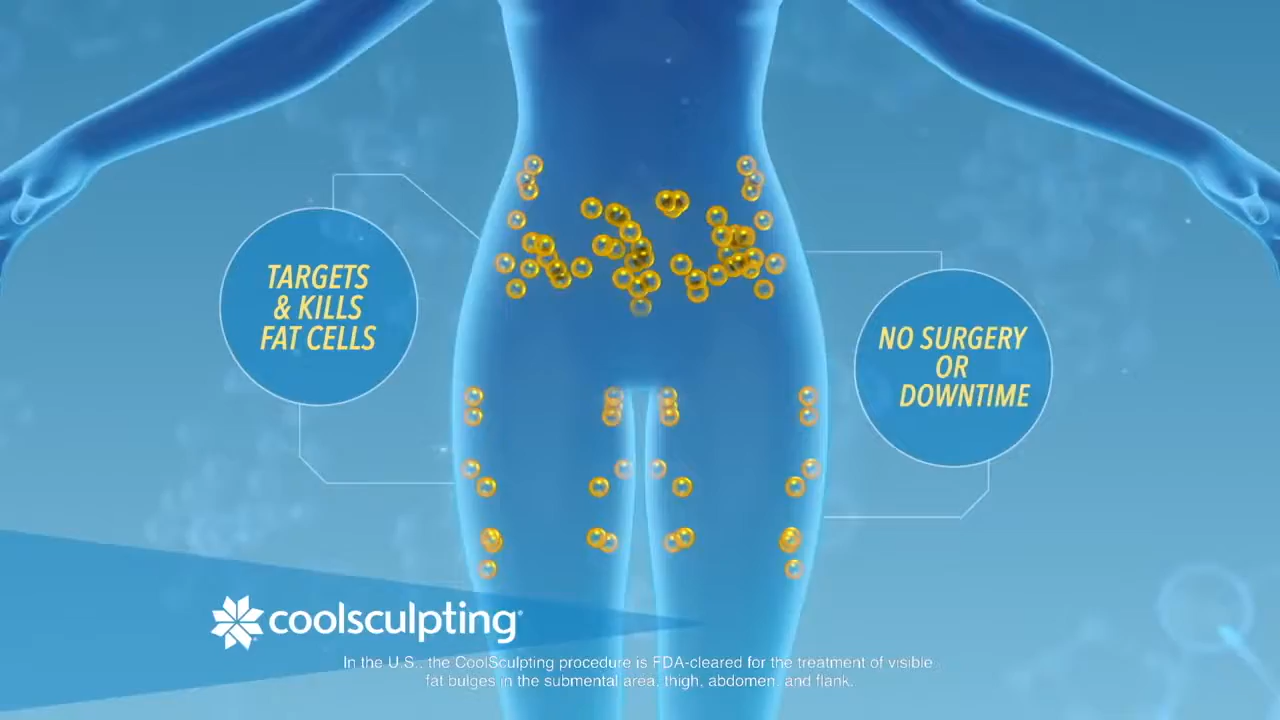 TARGETS
& KILLS
FAT CELLS
NO SURGERY
OR
DOWNTIME
coolsculpting®
In the U.S., the CoolSculpting procedure is FDA-cleared for the treatment of visible
fat bulges in the submental area, thigh, abdomen, and flank.